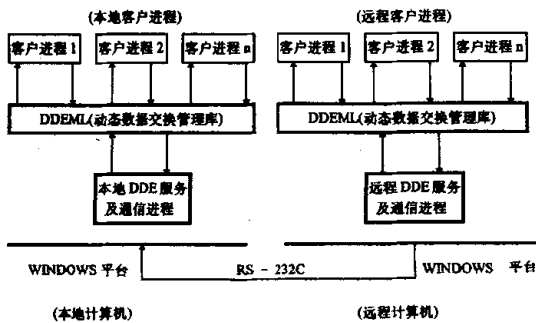 (本地客户进程) (远程客户进程)
客户进程 1 客户进程 2 客户进程 n 客户进程 1 客户进程 2 客户进程 n
DDEML(动态数据交换管理库) DDEML(动态数据交换管理库)
本地 DDE 服务 远程 DDE 服务
及通信进程 及通信进程
WINDOWS 平台 RS - 232C WINDOWS 平台
(本地计算机) (远程计算机)